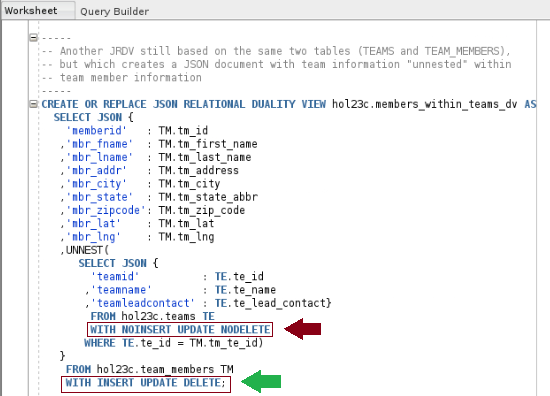 Worksheet Query Builder
-----
-- Another JRDV still based on the same two tables (TEAMS and TEAM_MEMBERS),
-- but which creates a JSON document with team information "unnested" within
-- team member information
-----
CREATE OR REPLACE JSON RELATIONAL DUALITY VIEW hol23c.members_within_teams_dv AS
SELECT JSON {
'memberid' : TM.tm_id
,'mbr_fname' : TM.tm_first_name
,'mbr_lname' : TM.tm_last_name
,'mbr_addr' : TM.tm_address
,'mbr_city' : TM.tm_city
,'mbr_state' : TM.tm_state_abbr
,'mbr_zipcode': TM.tm_zip_code
,'mbr_lat' : TM.tm_lat
,'mbr_lng' : TM.tm_lng
,UNNEST(
SELECT JSON {
'teamid' : TE.te_id
,'teamname' : TE.te_name
,'teamleadcontact' : TE.te_lead_contact}
FROM hol23c.teams TE
WITH NOINSERT UPDATE NODELETE
WHERE TE.te_id = TM.tm_te_id)
}
FROM hol23c.team_members TM
WITH INSERT UPDATE DELETE;